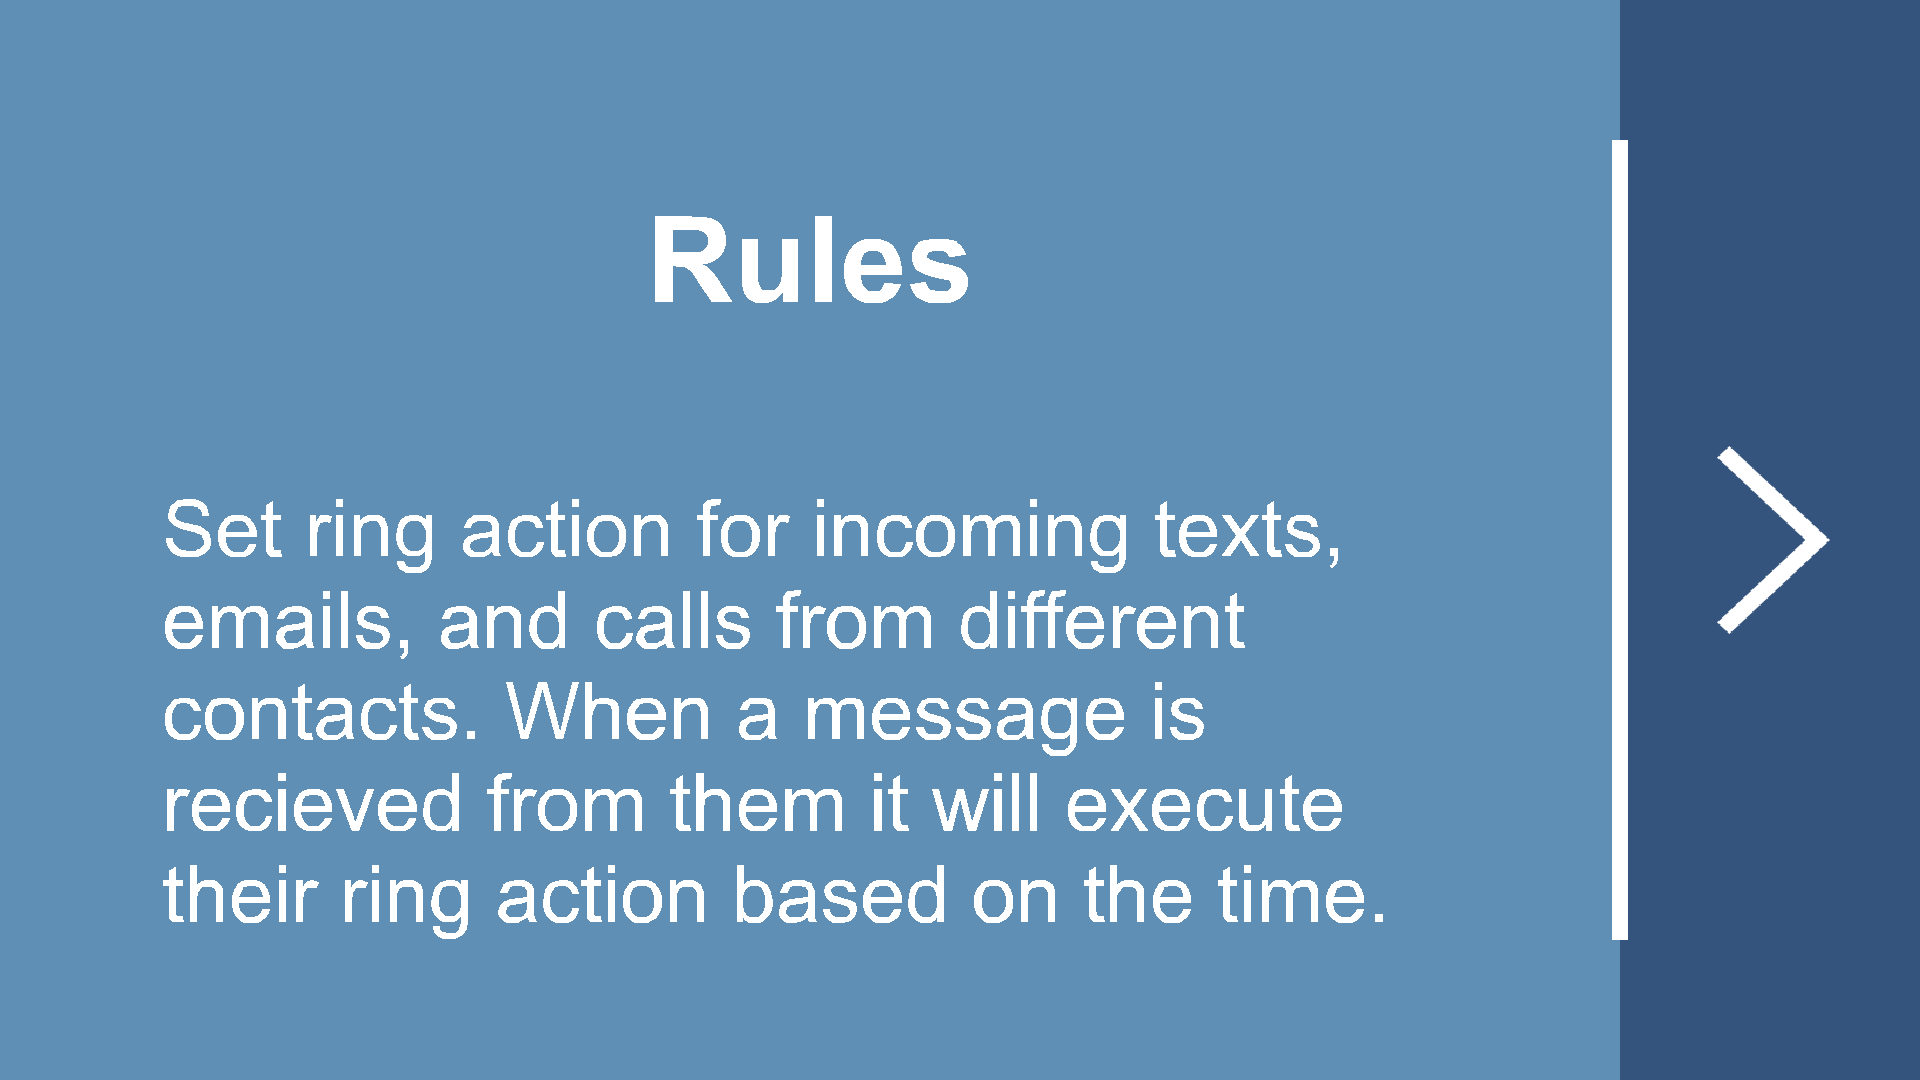 Rules
Set ring action for incoming texts,
emails, and calls from different
contacts. When a message is
recieved from them it will execute
their ring action based on the time.